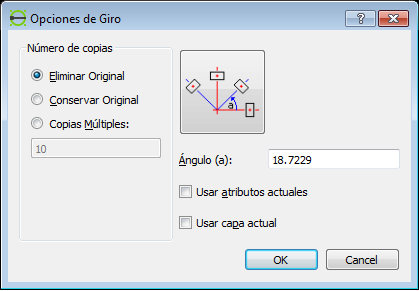 Opciones de Giro
Número de copias
Eliminar Original
Conservar Original
Copias Múltiples:
10
a
Ángulo (a):
18.7229
Usar atributos actuales
Usar capa actual
OK
Cancel